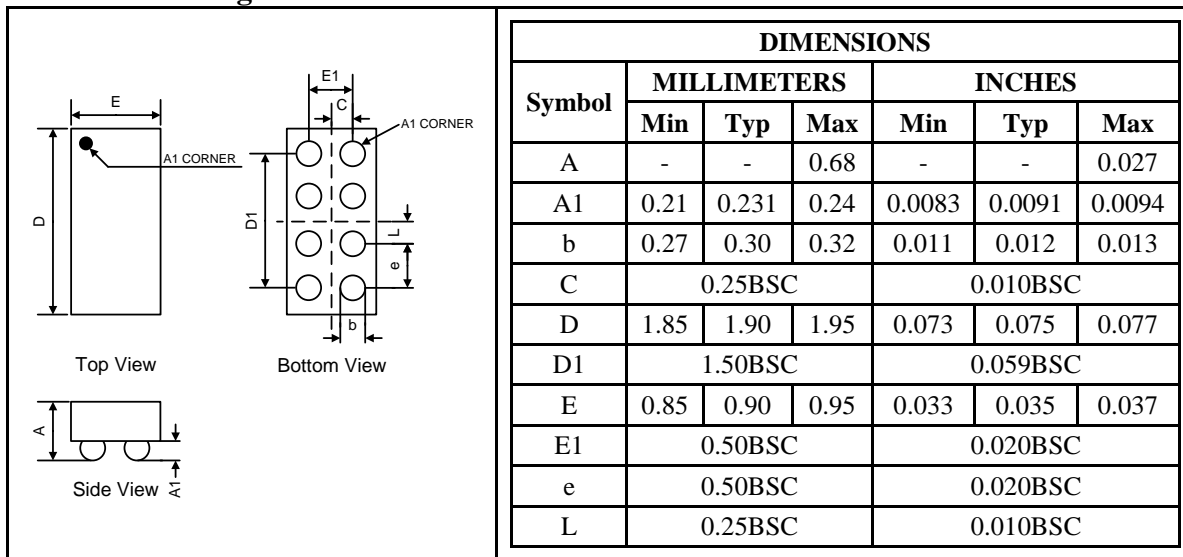 E
A1 CORNER
D
Top View
E1
C
A1 CORNER
D1
L
e
b
Bottom View
A
A1
Side View
DIMENSIONS
Symbol MILLIMETERS INCHES
Min Typ Max Min Typ Max
A - - 0.68 - - 0.027
A1 0.21 0.231 0.24 0.0083 0.0091 0.0094
b 0.27 0.30 0.32 0.011 0.012 0.013
C 0.25BSC 0.010BSC
D 1.85 1.90 1.95 0.073 0.075 0.077
D1 1.50BSC 0.059BSC
E 0.85 0.90 0.95 0.033 0.035 0.037
E1 0.50BSC 0.020BSC
e 0.50BSC 0.020BSC
L 0.25BSC 0.010BSC